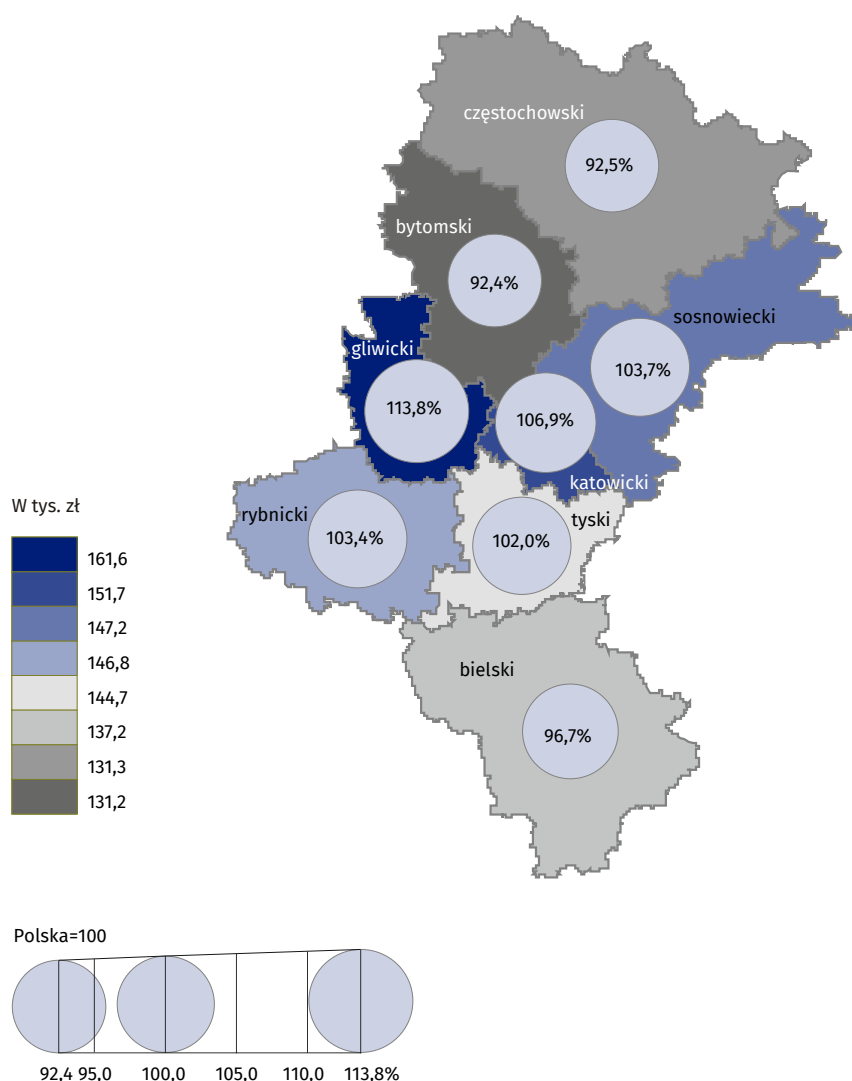 częstochowski
92,5%
bytomski
92,4%
sosnowiecki
gliwicki
103,7%
113,8%
106,9%
katowicki
W tys. zł
rybnicki
tyski
103,4%
102,0%
161,6
151,7
147,2
146,8
144,7
137,2
131,3
131,2
bielski
96,7%
Polska=100
92,4 95,0 100,0 105,0 110,0 113,8%